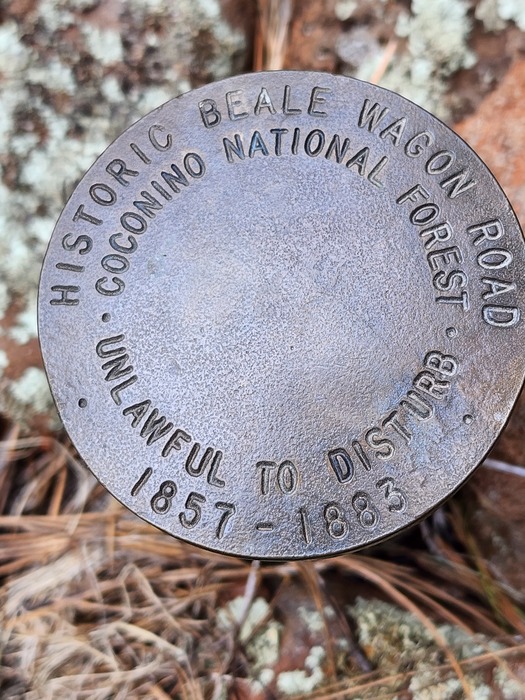 HISTORIC BEALE WAGON ROAD
COCONINO NATIONAL FOREST
UNLAWFUL TO DISTURB
1857 - 1883